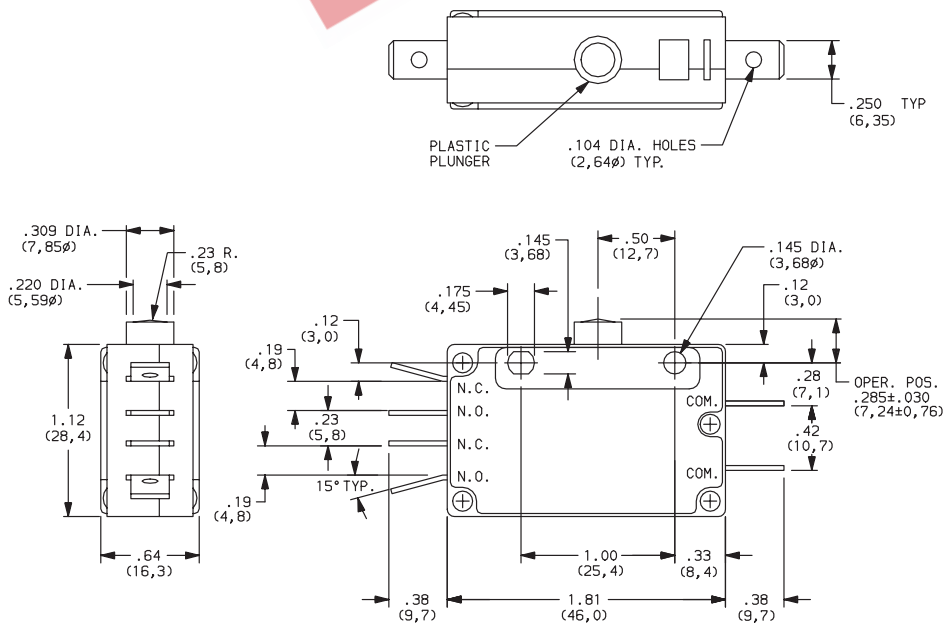 .250 TYP
(6,35)
PLASTIC
PLUNGER
.104 DIA. HOLES
(2,64ø) TYP.
.309 DIA.
(7,85ø)
.23 R.
(5,8)
.220 DIA.
(5,59ø)
.145
(3,68)
.50
(12,7)
.145 DIA.
(3,68ø)
.175
(4,45)
.12
(3,0)
.12
(3,0)
.19
(4,8)
N.C.
N.O.
N.C.
N.O.
COM.
COM.
.28
(7,1)
OPER. POS.
.285±.030
(7,24±0,76)
1.12
(28,4)
.23
(5,8)
.42
(10,7)
15° TYP.
.19
(4,8)
.64
(16,3)
1.00
(25,4)
.33
(8,4)
.38
(9,7)
1.81
(46,0)
.38
(9,7)